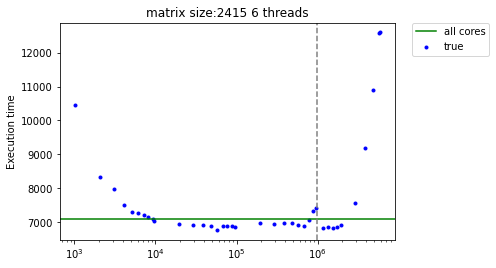 matrix size:2415 6 threads
Execution time
12000
11000
10000
9000
8000
7000
10³
10⁴
10⁵
10⁶
all cores
true